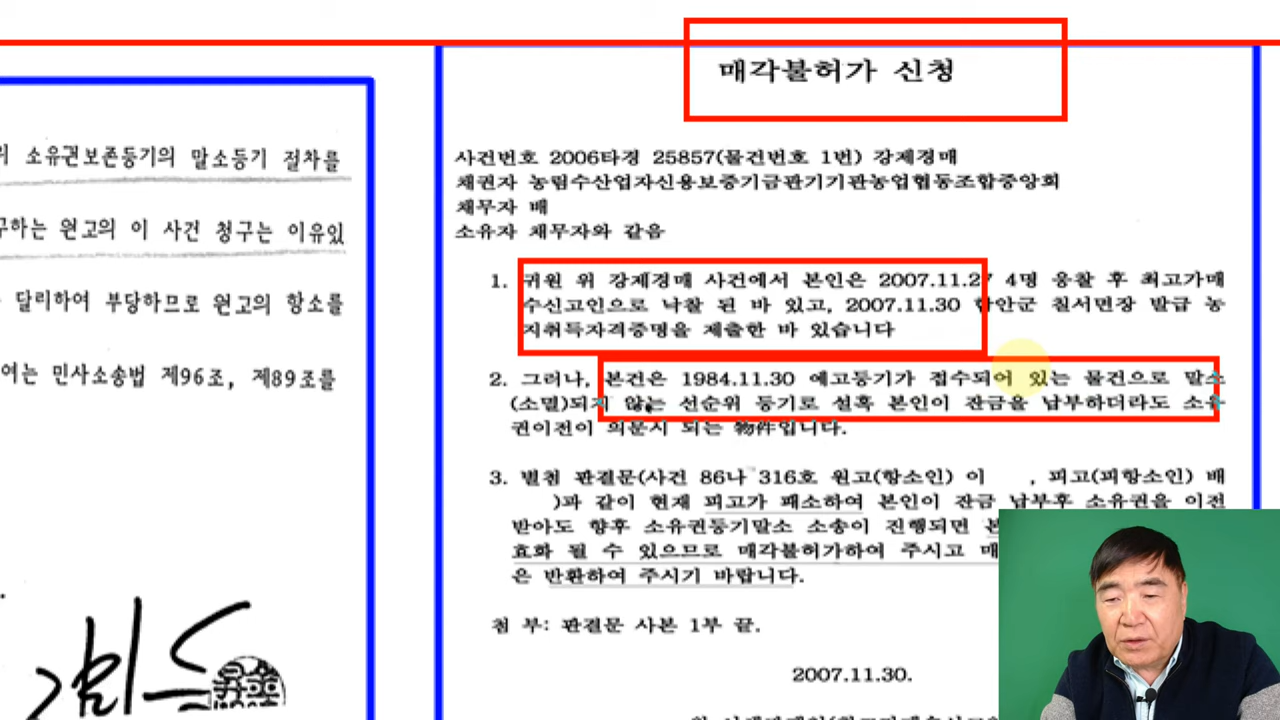 위 소유권보존등기의 말소등기 절차를
구하는 원고의 이 사건 청구는 이유있
달리하여 부당하므로 원고의 항소를
여는 민사소송법 제96조, 제89조를
매각불허가 신청
사건번호 2006타경 25857(물건번호 1번) 강제경매
채권자 농림수산업자신용보증기금관기기관농업협동조합중앙회
채무자 배
소유자 채무자와 같음
1. 귀원 위 강제경매 사건에서 본인은 2007.11.27 4명 응찰 후 최고가매
수신고인으로 낙찰 된 바 있고, 2007.11.30 함안군 칠서면장 발급 농
지취득자격증명을 제출한 바 있습니다
2. 그러나, 본건은 1984.11.30 예고등기가 접수되어 있는 물건으로 말소
(소멸)되지 않는 선순위 등기로 설혹 본인이 잔금을 납부하더라도 소유
권이전이 의문시 되는 物件입니다.
3. 별첨 판결문(사건 86나 316호 원고(항소인) 이 , 피고(피항소인) 배
)과 같이 현재 피고가 패소하여 본인이 잔금 납부후 소유권을 이전
받아도 향후 소유권등기말소 소송이 진행되면
효화 될 수 있으므로 매각불허가하여 주시고 매
은 반환하여 주시기 바랍니다.
첨 부: 판결문 사본 1부 끝.
2007.11.30.